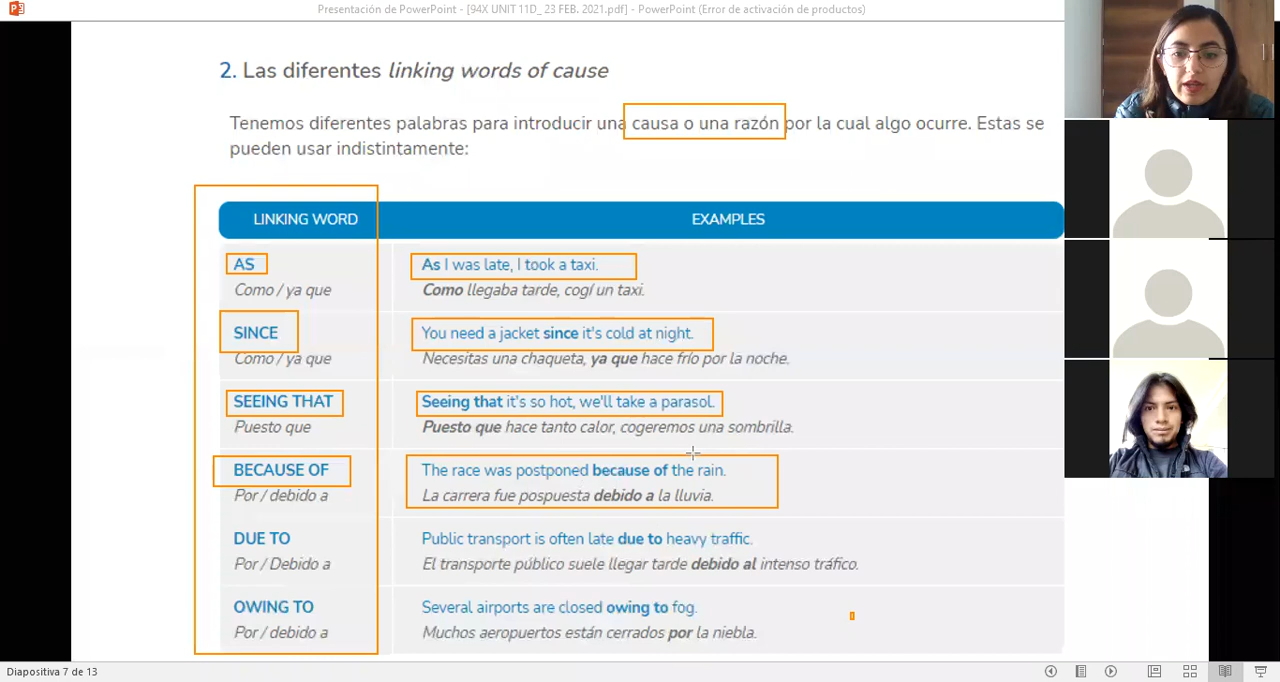 Presentación de PowerPoint - [94X UNIT 11D_ 23 FEB. 2021.pdf] - PowerPoint (Error de activación de productos)
2. Las diferentes linking words of cause
Tenemos diferentes palabras para introducir una causa o una razón por la cual algo ocurre. Estas se
pueden usar indistintamente:
LINKING WORD EXAMPLES
AS As I was late, I took a taxi.
Como / ya que Como llegaba tarde, cogí un taxi.
SINCE You need a jacket since it's cold at night.
Como / ya que Necesitas una chaqueta, ya que hace frío por la noche.
SEEING THAT Seeing that it's so hot, we'll take a parasol.
Puesto que Puesto que hace tanto calor, cogeremos una sombrilla.
BECAUSE OF The race was postponed because of the rain.
Por / debido a La carrera fue pospuesta debido a la lluvia.
DUE TO Public transport is often late due to heavy traffic.
Por / Debido a El transporte público suele llegar tarde debido al intenso tráfico.
OWING TO Several airports are closed owing to fog.
Por / debido a Muchos aeropuertos están cerrados por la niebla.
Diapositiva 7 de 13